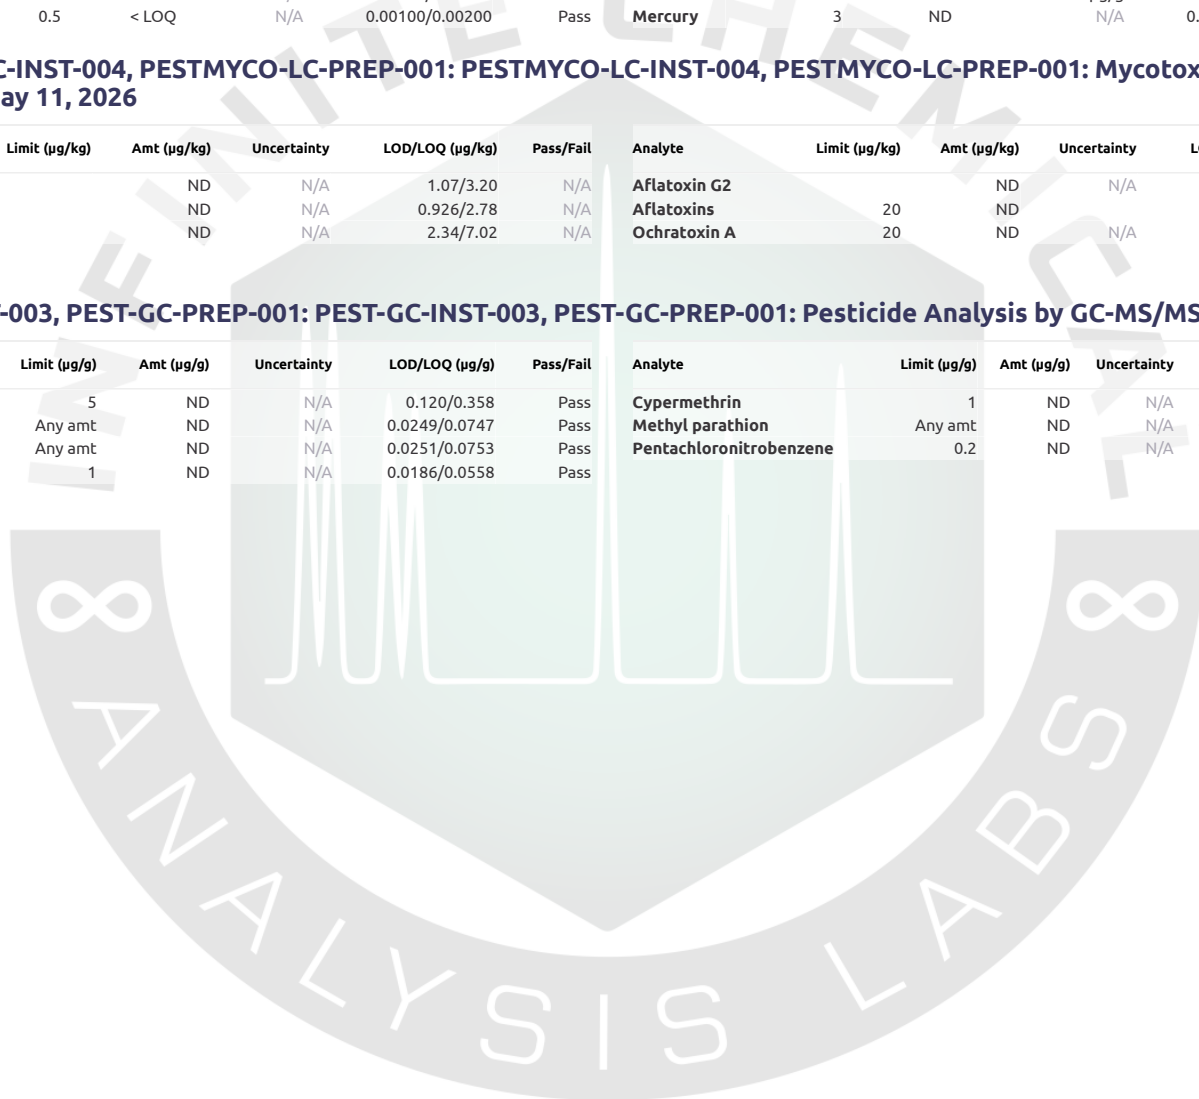 0.5 < LOQ N/A 0.00100/0.00200 Pass Mercury 3 ND N/A 0.
C-INST-004, PESTMYCO-LC-PREP-001: PESTMYCO-LC-INST-004, PESTMYCO-LC-PREP-001: Mycotox
ay 11, 2026
Limit (µg/kg) Amt (µg/kg) Uncertainty LOD/LOQ (µg/kg) Pass/Fail Analyte Limit (µg/kg) Amt (µg/kg) Uncertainty L
ND N/A 1.07/3.20 N/A Aflatoxin G2 ND N/A
ND N/A 0.926/2.78 N/A Aflatoxins 20 ND
ND N/A 2.34/7.02 N/A Ochratoxin A 20 ND N/A
-003, PEST-GC-PREP-001: PEST-GC-INST-003, PEST-GC-PREP-001: Pesticide Analysis by GC-MS/MS
Limit (µg/g) Amt (µg/g) Uncertainty LOD/LOQ (µg/g) Pass/Fail Analyte Limit (µg/g) Amt (µg/g) Uncertainty
5 ND N/A 0.120/0.358 Pass Cypermethrin 1 ND N/A
Any amt ND N/A 0.0249/0.0747 Pass Methyl parathion Any amt ND N/A
Any amt ND N/A 0.0251/0.0753 Pass Pentachloronitrobenzene 0.2 ND N/A
1 ND N/A 0.0186/0.0558 Pass
INFINITE CHEMICAL
∞ ANALYSIS LABS ∞